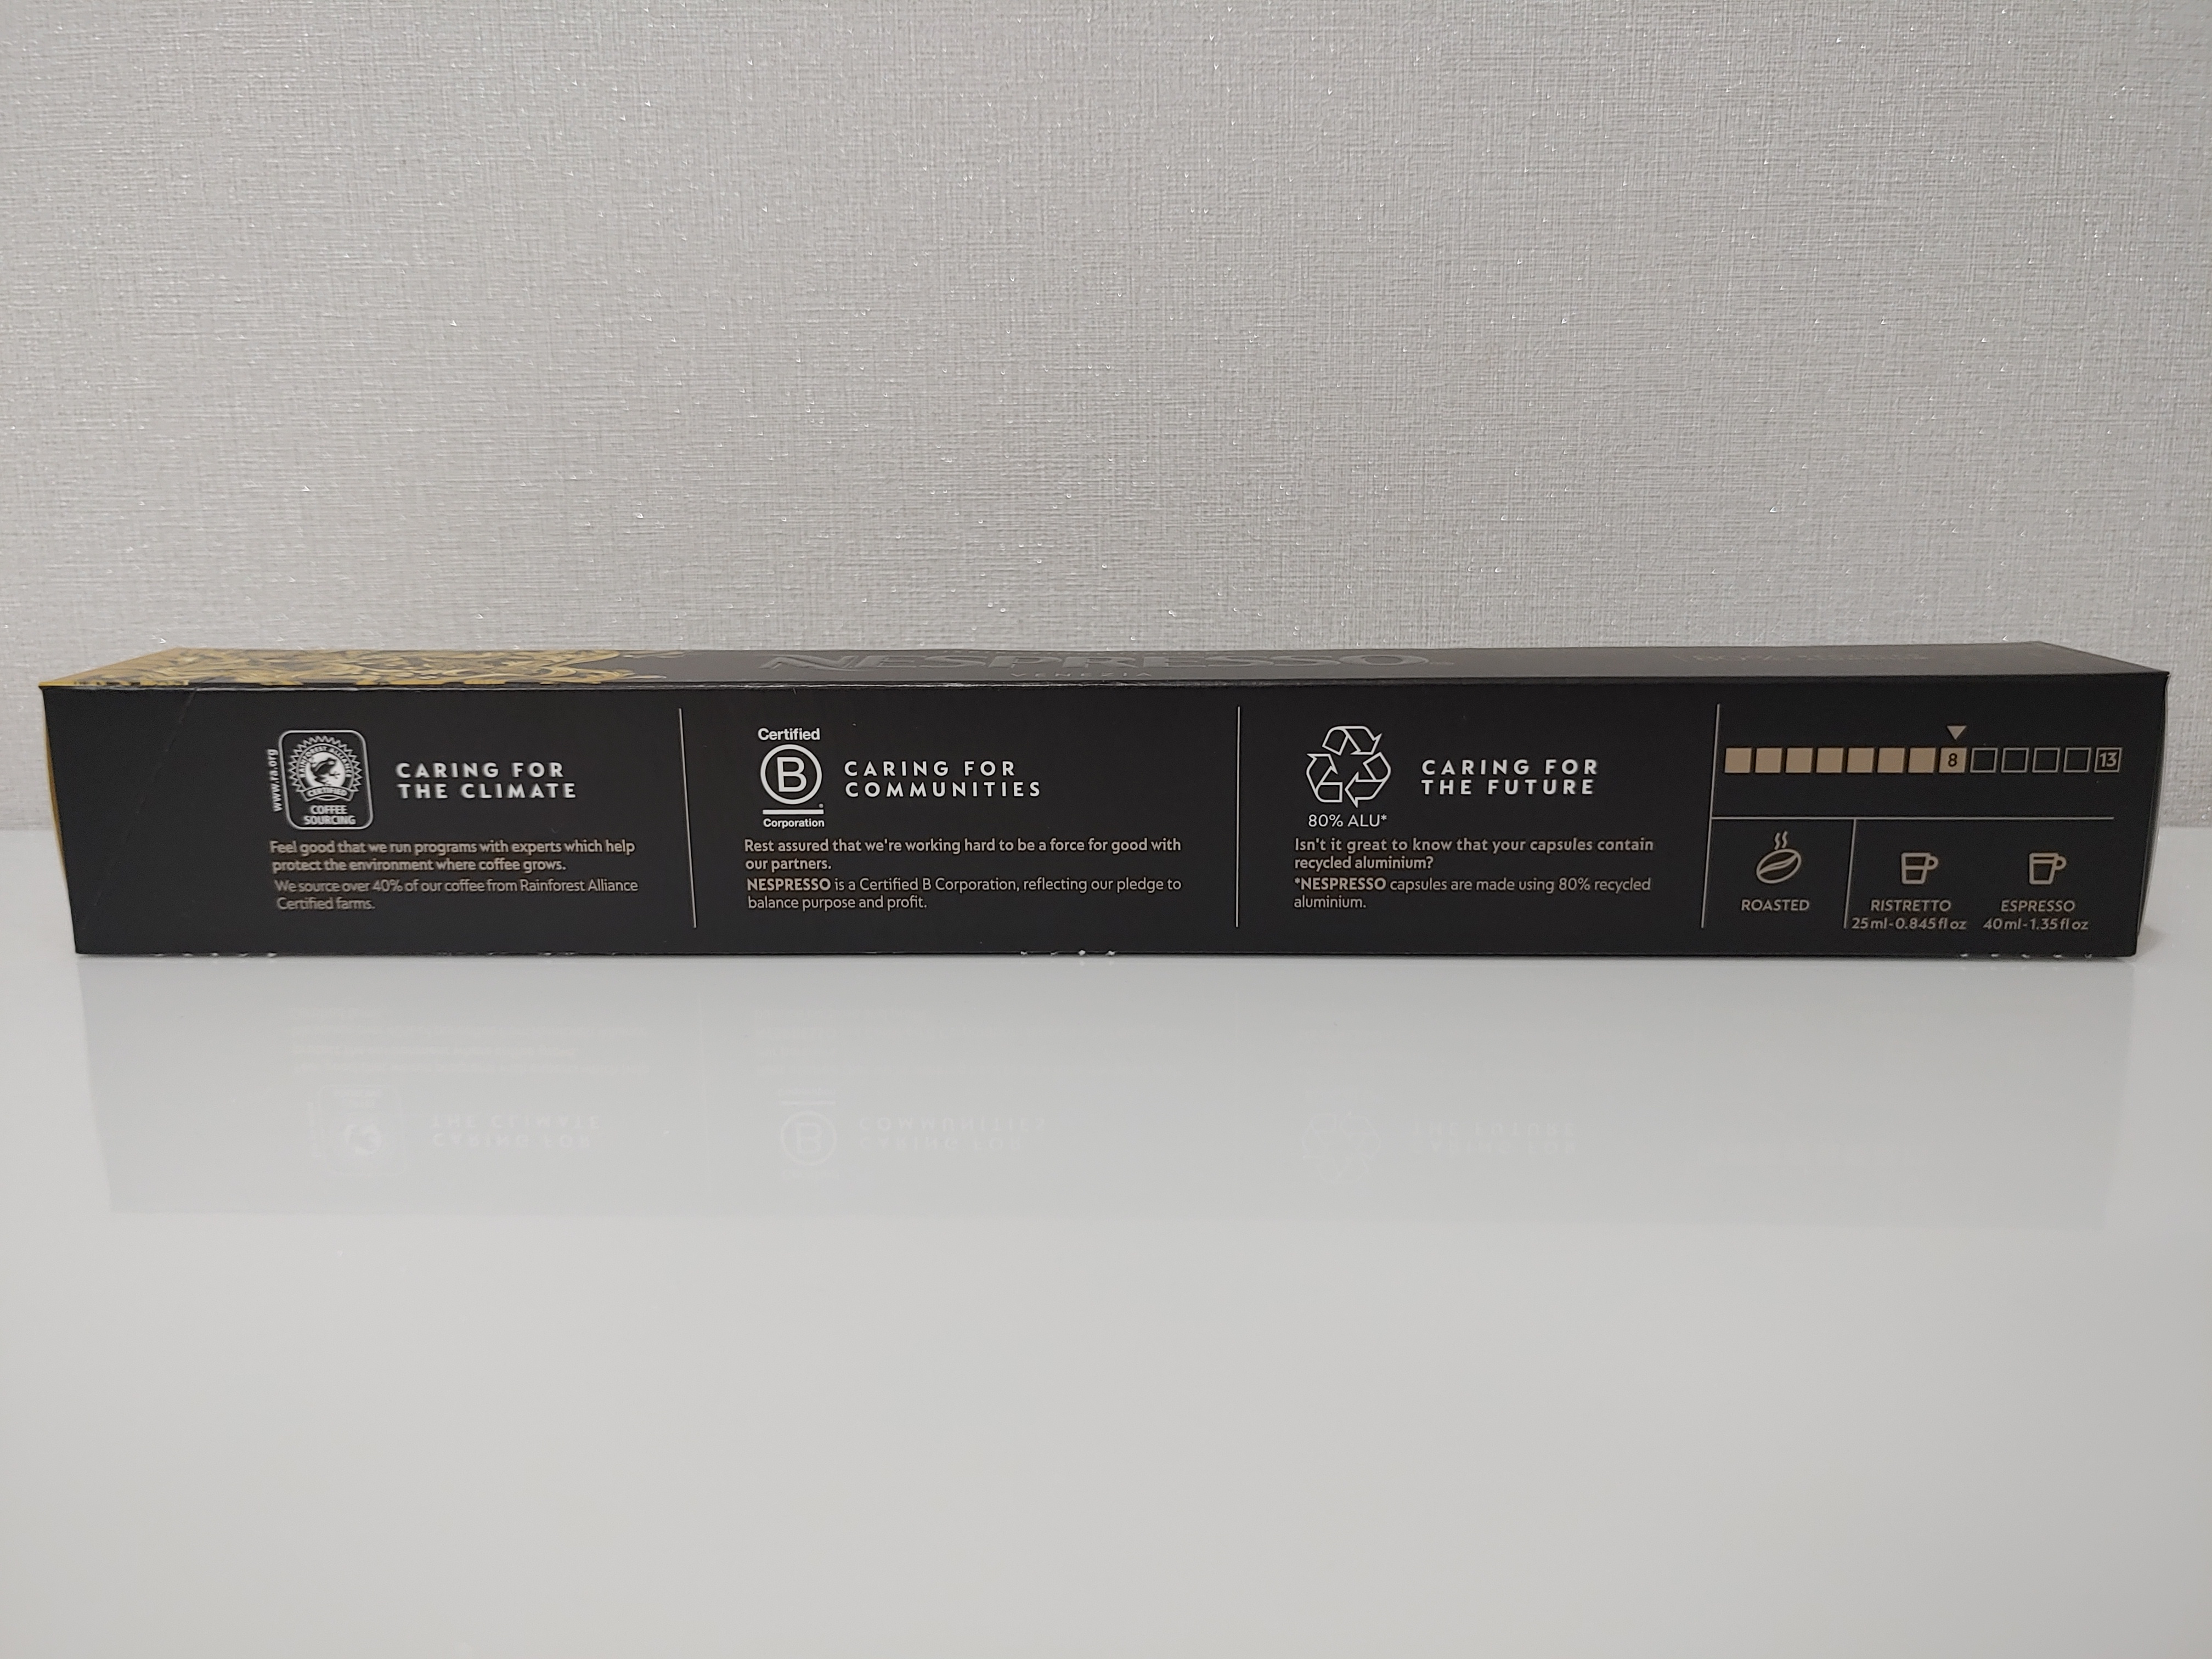 NESPRESSO
VENEZIA
www.ra.org
RAINFOREST ALLIANCE
CERTIFIED
COFFEE
SOURCING
CARING FOR
THE CLIMATE
Feel good that we run programs with experts which help
protect the environment where coffee grows.
We source over 40% of our coffee from Rainforest Alliance
Certified farms.
Certified
B
Corporation
CARING FOR
COMMUNITIES
Rest assured that we're working hard to be a force for good with
our partners.
NESPRESSO is a Certified B Corporation, reflecting our pledge to
balance purpose and profit.
80% ALU*
CARING FOR
THE FUTURE
Isn't it great to know that your capsules contain
recycled aluminium?
*NESPRESSO capsules are made using 80% recycled
aluminium.
8 13
ROASTED
RISTRETTO
25 ml - 0.845 fl oz
ESPRESSO
40 ml - 1.35 fl oz